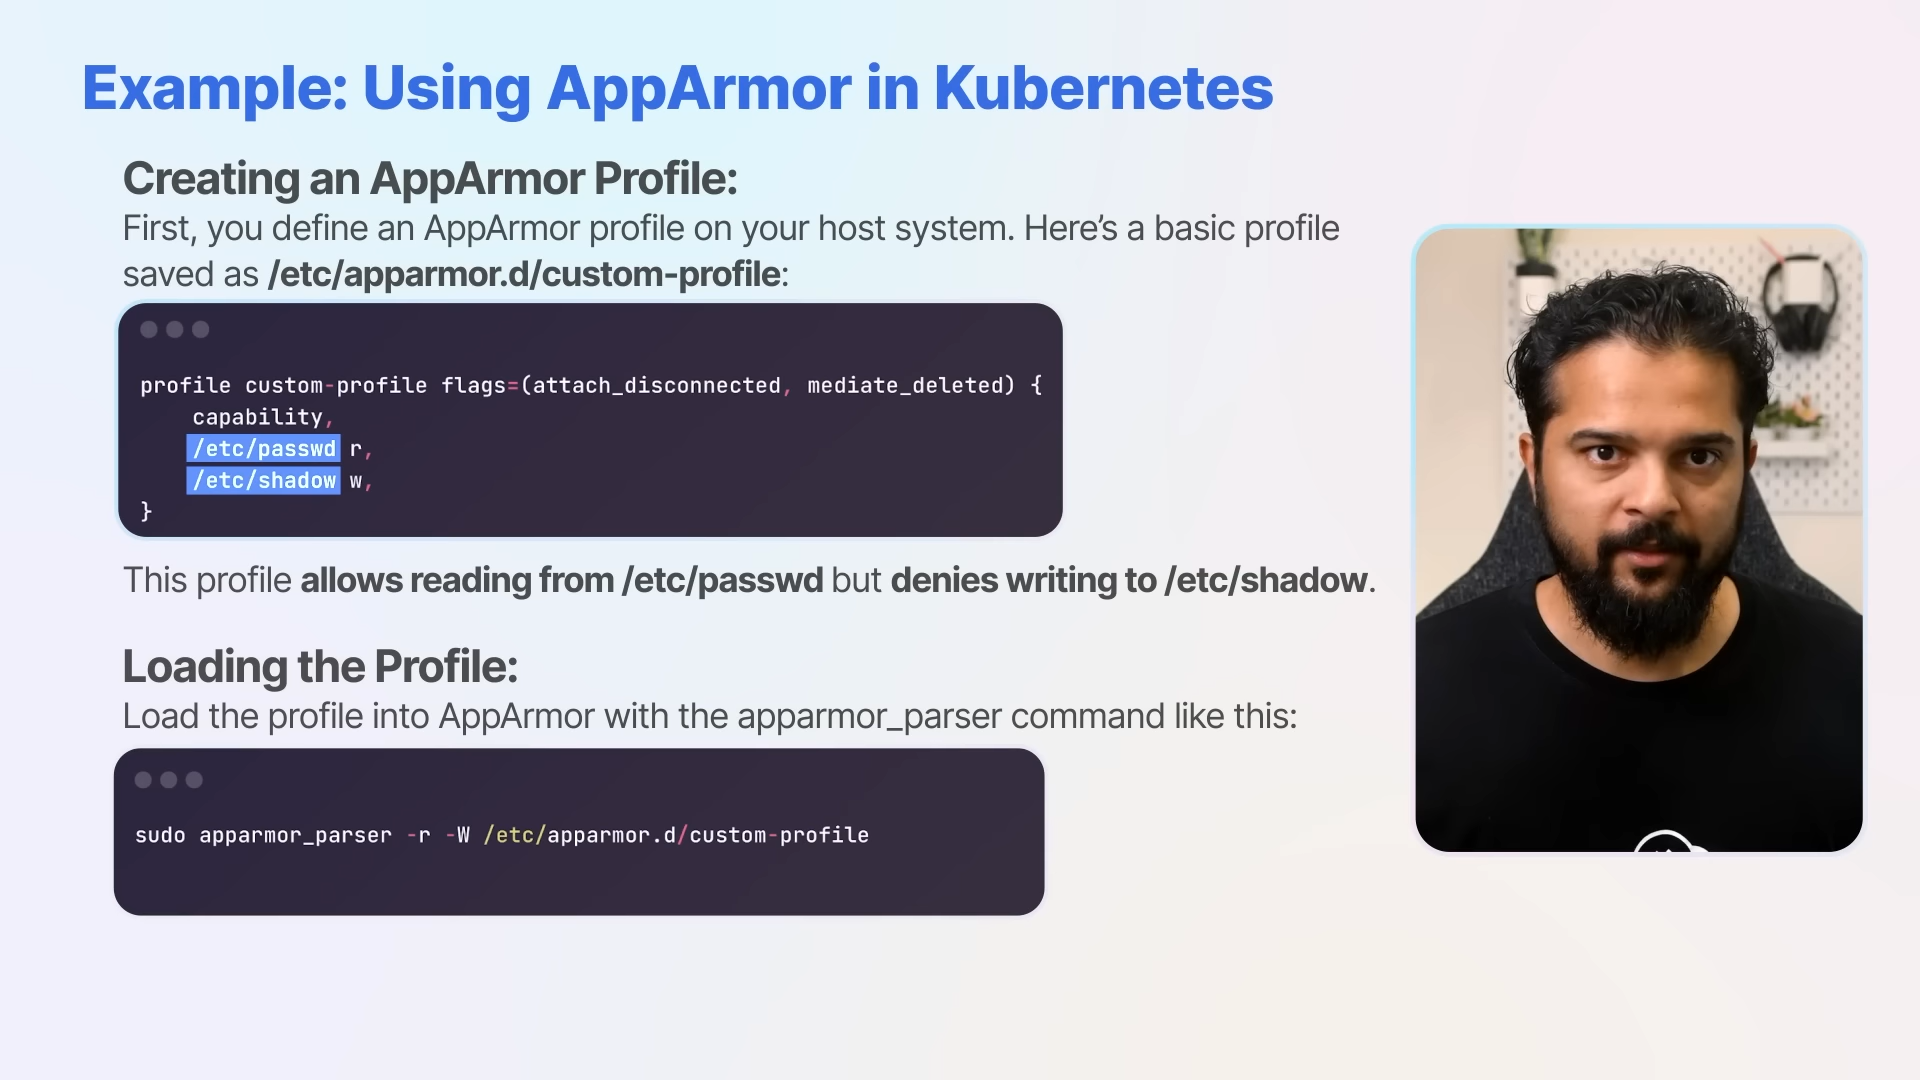 Example: Using AppArmor in Kubernetes
Creating an AppArmor Profile:
First, you define an AppArmor profile on your host system. Here’s a basic profile
saved as /etc/apparmor.d/custom-profile:
profile custom-profile flags=(attach_disconnected, mediate_deleted) {
    capability,
    /etc/passwd r,
    /etc/shadow w,
}
This profile allows reading from /etc/passwd but denies writing to /etc/shadow.
Loading the Profile:
Load the profile into AppArmor with the apparmor_parser command like this:
sudo apparmor_parser -r -W /etc/apparmor.d/custom-profile